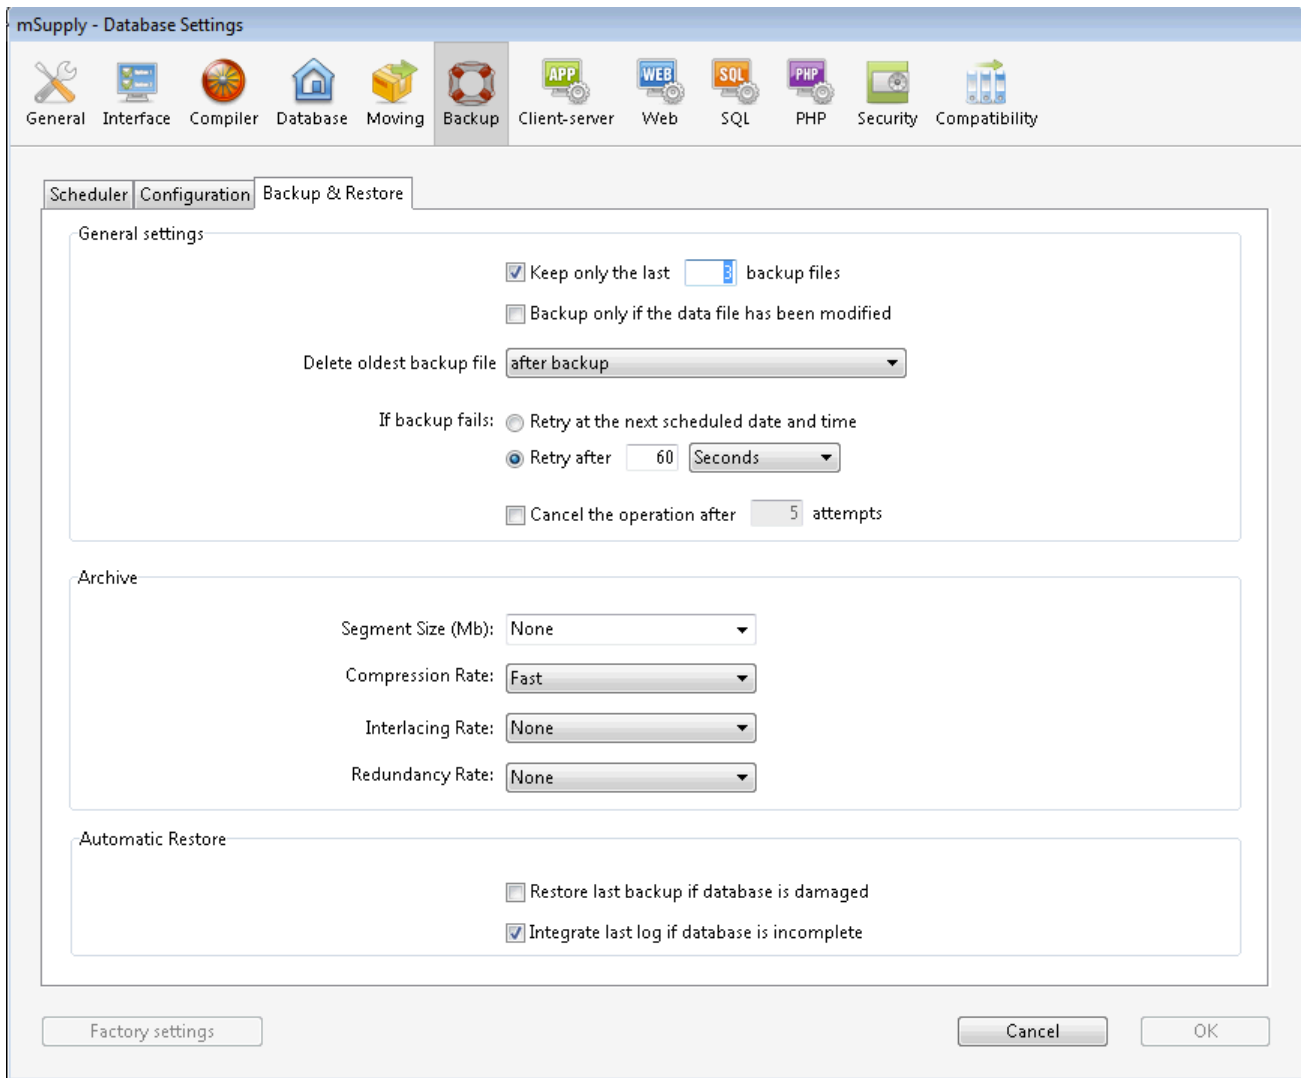 mSupply - Database Settings
APP WEB SQL PHP
General Interface Compiler Database Moving Backup Client-server Web SQL PHP Security Compatibility
Scheduler Configuration Backup & Restore
General settings
Keep only the last 3 backup files
Backup only if the data file has been modified
Delete oldest backup file after backup
If backup fails: Retry at the next scheduled date and time
Retry after 60 Seconds
Cancel the operation after 5 attempts
Archive
Segment Size (Mb): None
Compression Rate: Fast
Interlacing Rate: None
Redundancy Rate: None
Automatic Restore
Restore last backup if database is damaged
Integrate last log if database is incomplete
Factory settings Cancel OK